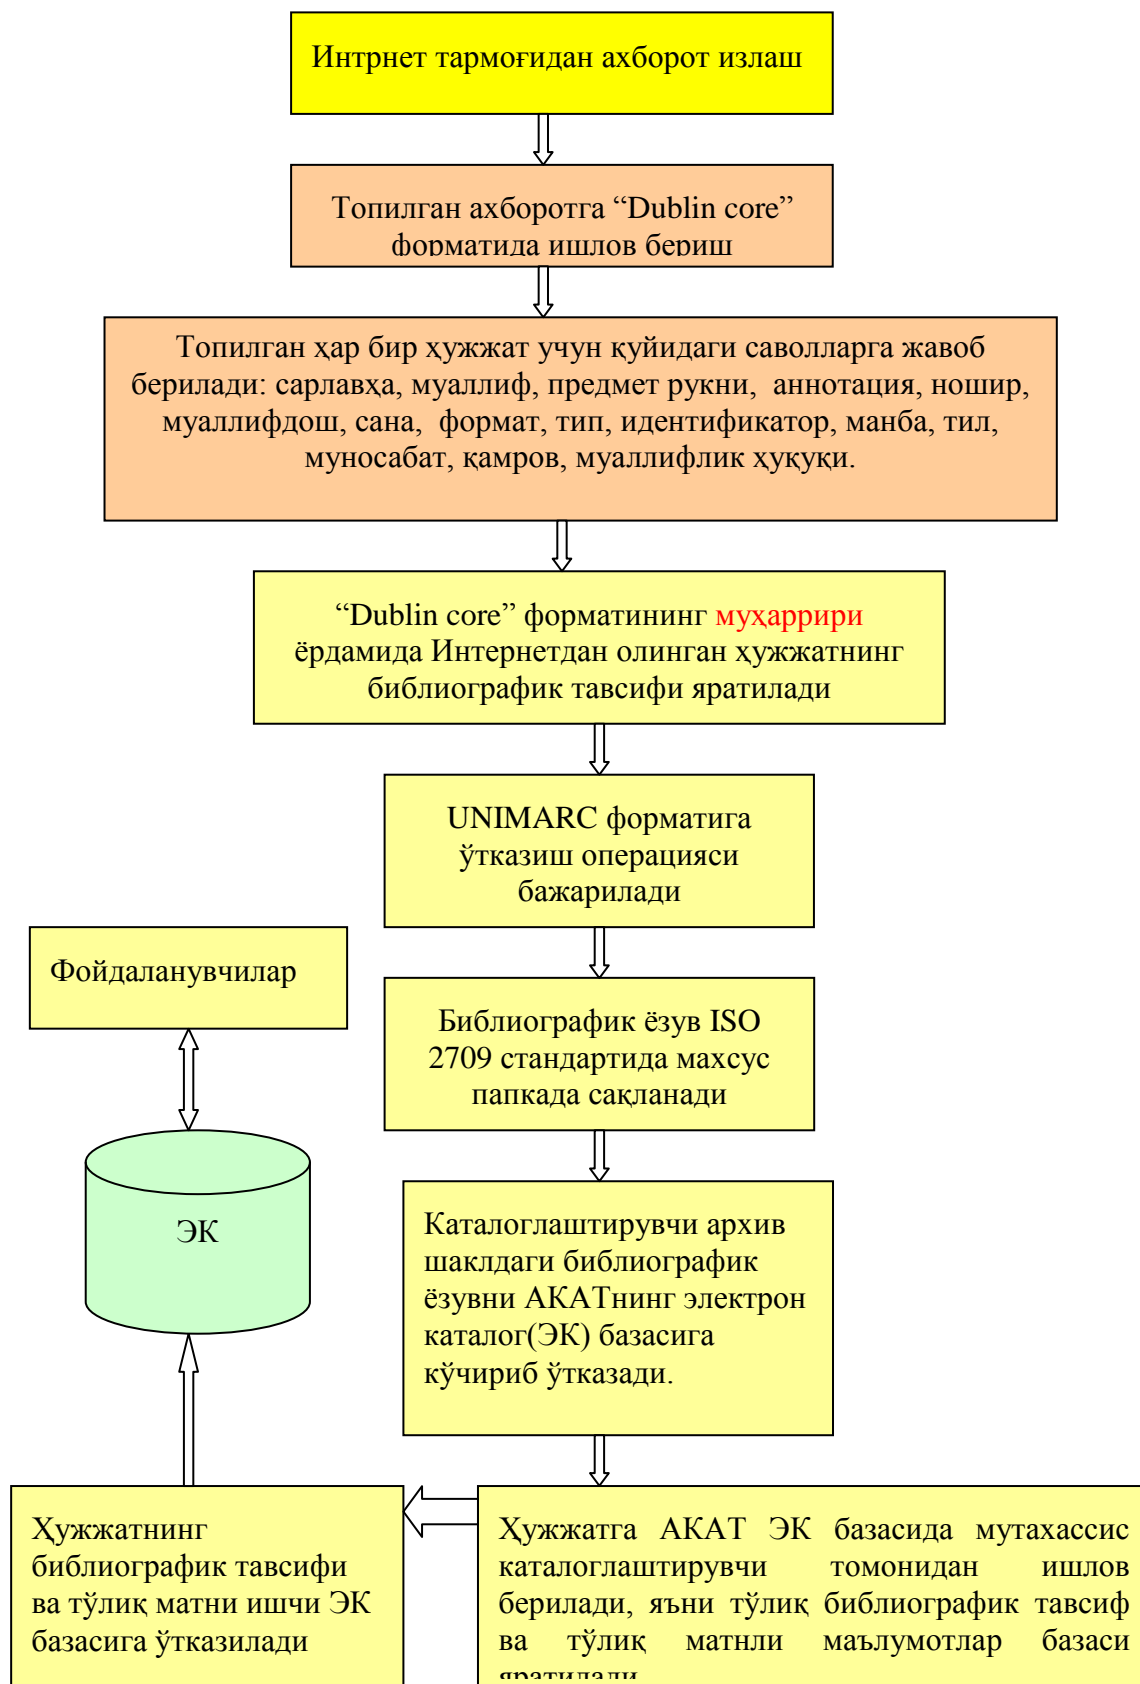 Интрнет тармоғидан ахборот излаш
Топилган ахборотга “Dublin core”
форматида ишлов бериш
Топилган ҳар бир ҳужжат учун қуйидаги саволларга жавоб
берилади: сарлавҳа, муаллиф, предмет рукни, аннотация, ношир,
муаллифдош, сана, формат, тип, идентификатор, манба, тил,
муносабат, қамров, муаллифлик ҳуқуқи.
“Dublin core” форматининг муҳаррири
ёрдамида Интернетдан олинган ҳужжатнинг
библиографик тавсифи яратилади
UNIMARC форматига
ўтказиш операцияси
бажарилади
Фойдаланувчилар
Библиографик ёзув ISO
2709 стандартида махсус
папкада сақланади
ЭК
Каталоглаштирувчи архив
шаклдаги библиографик
ёзувни АКАТнинг электрон
каталог(ЭК) базасига
кўчириб ўтказади.
Ҳужжатнинг
библиографик тавсифи
ва тўлиқ матни ишчи ЭК
базасига ўтказилади
Ҳужжатга АКАТ ЭК базасида мутахассис
каталоглаштирувчи томонидан ишлов
берилади, яъни тўлиқ библиографик тавсиф
ва тўлиқ матнли маълумотлар базаси
яратилади